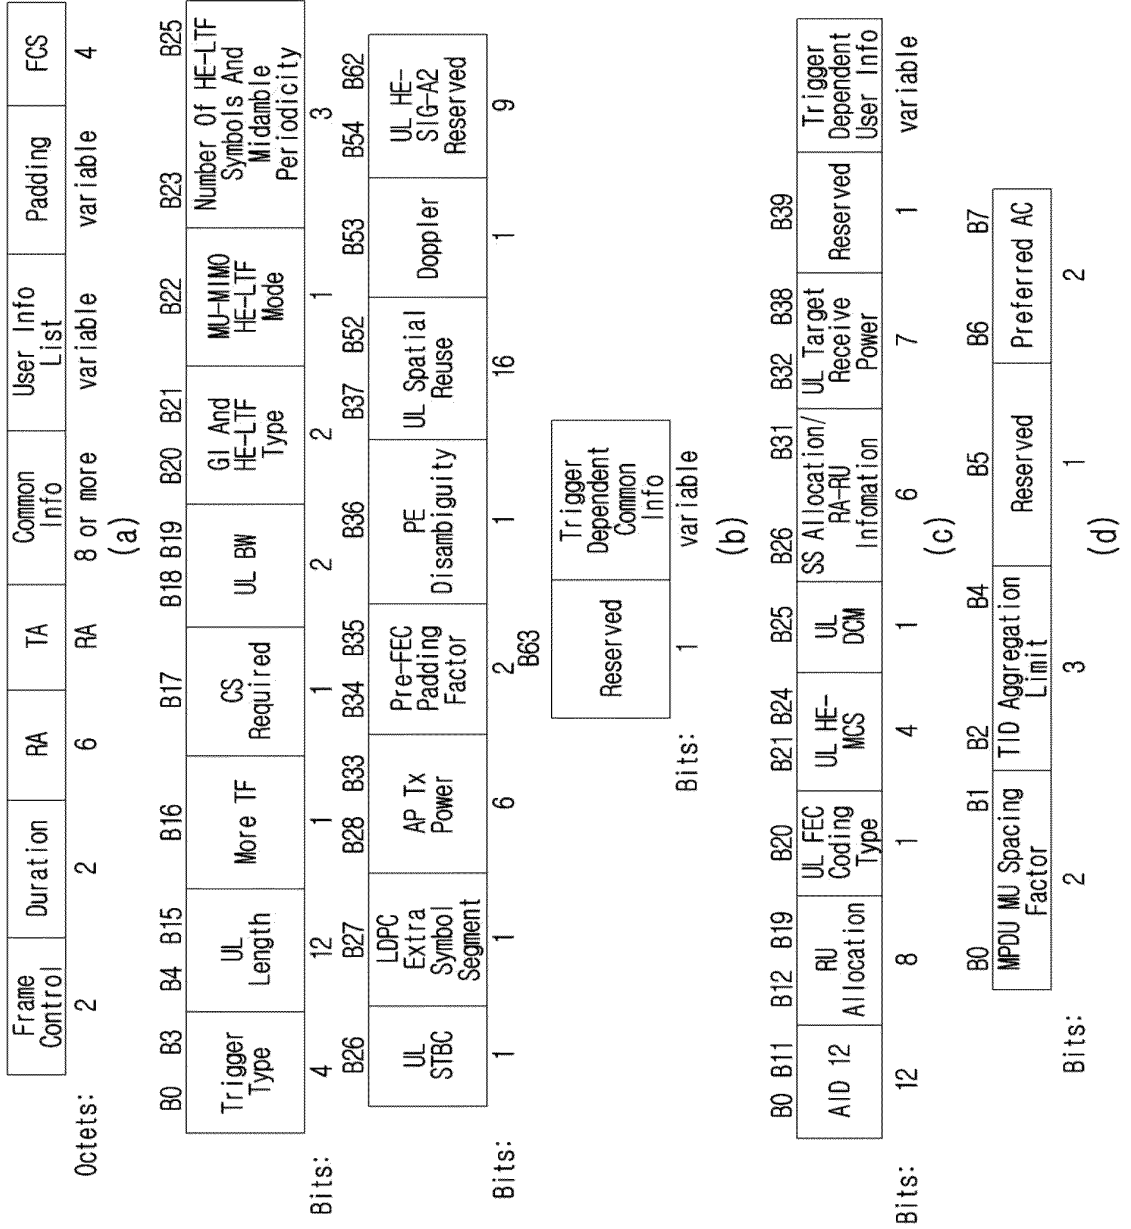 Frame Control
Duration
RA
TA
Common Info
User Info List
Padding
FCS
Octets:
2
2
6
RA
8 or more
variable
variable
4
(a)
B0 B3
B4 B15
B16
B17
B18 B19
B20 B21
B22
B23 B25
Trigger Type
UL Length
More TF
CS Required
UL BW
GI And HE-LTF Type
MU-MIMO HE-LTF Mode
Number Of HE-LTF Symbols And Midamble Periodicity
Bits:
4
12
1
1
2
2
1
3
B26
B27
B28 B33
B34 B35
B36
B37 B52
B53
B54 B62
UL STBC
LDPC Extra Symbol Segment
AP Tx Power
Pre-FEC Padding Factor
PE Disambiguity
UL Spatial Reuse
Doppler
UL HE-SIG-A2 Reserved
Bits:
1
1
6
2
1
16
1
9
B63
Reserved
Trigger Dependent Common Info
Bits:
1
variable
(b)
B0 B11
B12 B19
B20
B21 B24
B25
B26 B31
B32 B38
B39
AID 12
RU Allocation
UL FEC Coding Type
UL HE-MCS
UL DCM
SS Allocation/ RA-RU Infomation
UL Target Receive Power
Reserved
Trigger Dependent User Info
Bits:
12
8
1
4
1
6
7
1
variable
(c)
B0 B1
B2 B4
B5
B6 B7
MPDU MU Spacing Factor
TID Aggregation Limit
Reserved
Preferred AC
Bits:
2
3
1
2
(d)